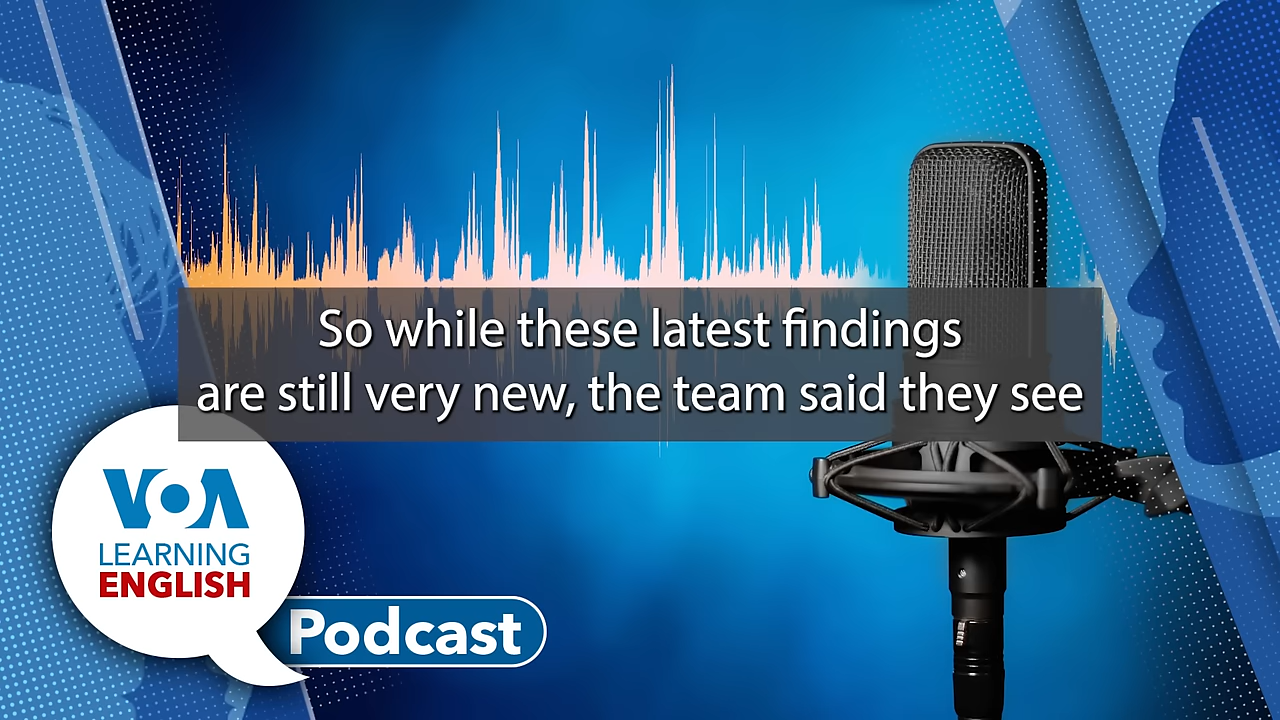 So while these latest findings
are still very new, the team said they see
VOA
LEARNING
ENGLISH
Podcast